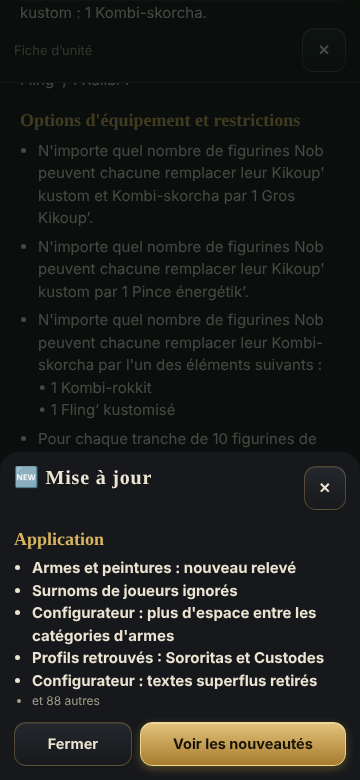 kustom : 1 Kombi-skorcha.
Fiche d'unité
✕
Options d'équipement et restrictions
• N'importe quel nombre de figurines Nob
peuvent chacune remplacer leur Kikoup'
kustom et Kombi-skorcha par 1 Gros
Kikoup'.
• N'importe quel nombre de figurines Nob
peuvent chacune remplacer leur Kikoup'
kustom par 1 Pince énergétik'.
• N'importe quel nombre de figurines Nob
peuvent chacune remplacer leur Kombi-
skorcha par l'un des éléments suivants :
• 1 Kombi-rokkit
• 1 Fling' kustomisé
• Pour chaque tranche de 10 figurines de
🆕 Mise à jour
✕
Application
• Armes et peintures : nouveau relevé
• Surnoms de joueurs ignorés
• Configurateur : plus d'espace entre les
catégories d'armes
• Profils retrouvés : Sororitas et Custodes
• Configurateur : textes superflus retirés
• et 88 autres
Fermer
Voir les nouveautés